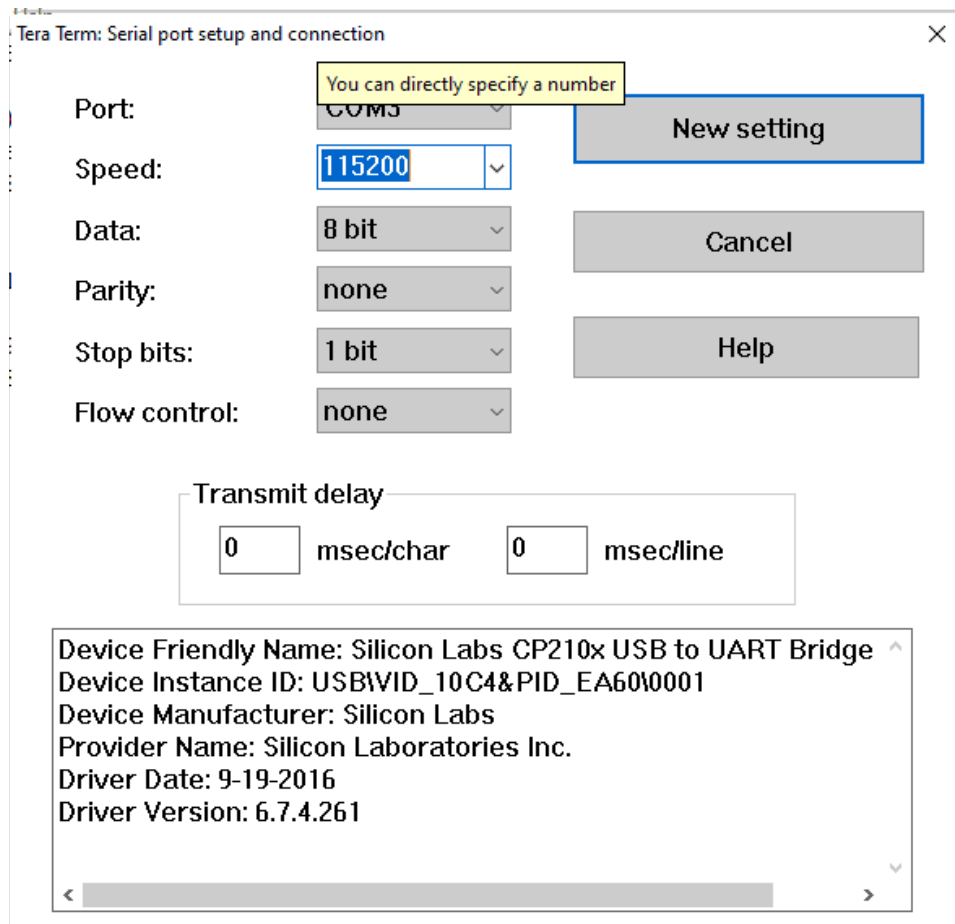 Tera Term: Serial port setup and connection
You can directly specify a number
Port: COM3
New setting
Speed: 115200
Data: 8 bit
Cancel
Parity: none
Stop bits: 1 bit
Help
Flow control: none
Transmit delay
0 msec/char 0 msec/line
Device Friendly Name: Silicon Labs CP210x USB to UART Bridge
Device Instance ID: USB\VID_10C4&PID_EA60\0001
Device Manufacturer: Silicon Labs
Provider Name: Silicon Laboratories Inc.
Driver Date: 9-19-2016
Driver Version: 6.7.4.261